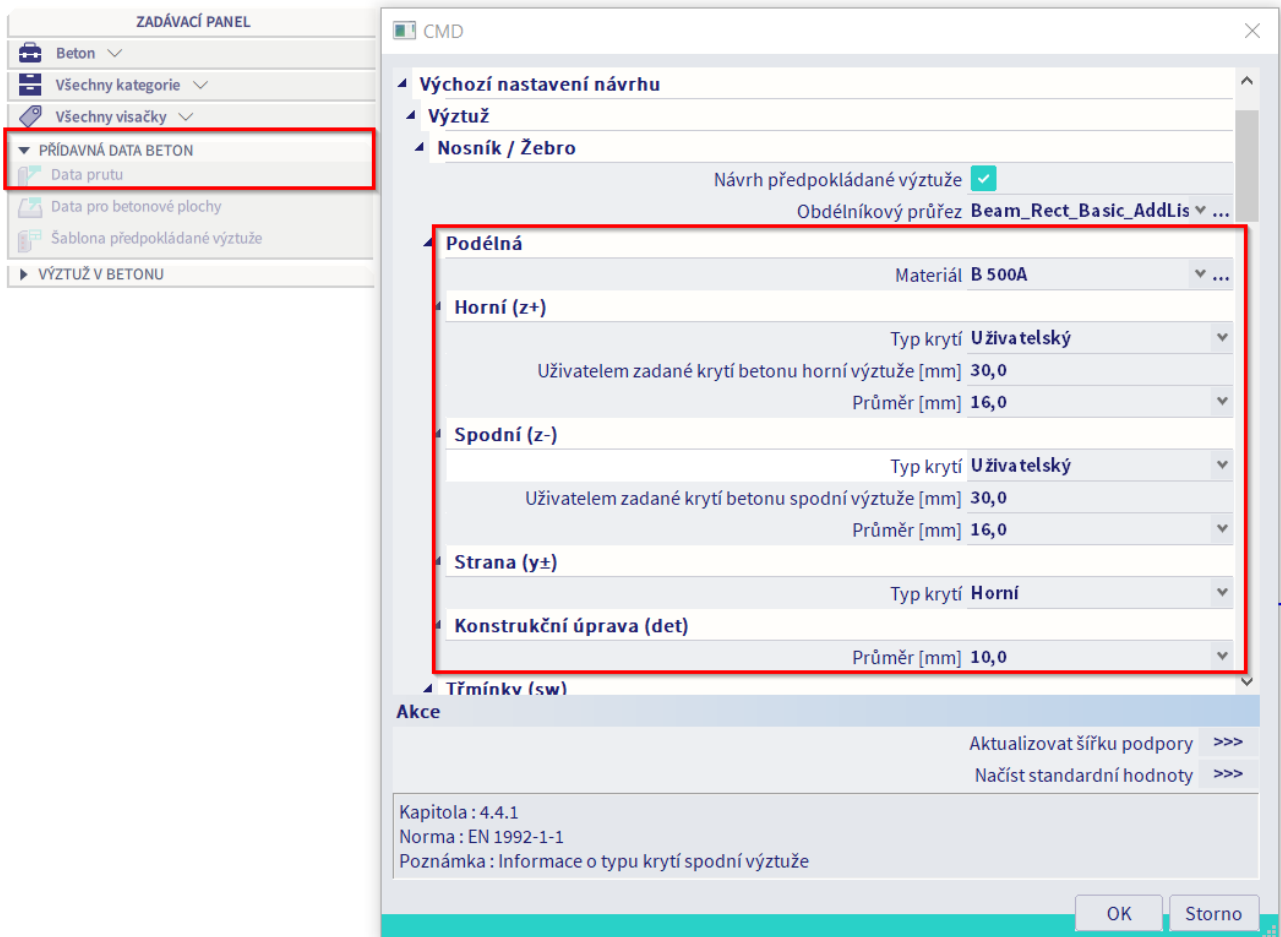 ZADÁVACÍ PANEL
Beton
Všechny kategorie
Všechny visačky
PŘÍDAVNÁ DATA BETON
Data prutu
Data pro betonové plochy
Šablona předpokládané výztuže
VÝZTUŽ V BETONU
CMD
Výchozí nastavení návrhu
Výztuž
Nosník / Žebro
Návrh předpokládané výztuže
Obdélníkový průřez Beam_Rect_Basic_AddLis ...
Podélná
Materiál B 500A ...
Horní (z+)
Typ krytí Uživatelský
Uživatelem zadané krytí betonu horní výztuže [mm] 30,0
Průměr [mm] 16,0
Spodní (z-)
Typ krytí Uživatelský
Uživatelem zadané krytí betonu spodní výztuže [mm] 30,0
Průměr [mm] 16,0
Strana (y±)
Typ krytí Horní
Konstrukční úprava (det)
Průměr [mm] 10,0
Třmínky (sw)
Akce
Aktualizovat šířku podpory >>>
Načíst standardní hodnoty >>>
Kapitola : 4.4.1
Norma : EN 1992-1-1
Poznámka : Informace o typu krytí spodní výztuže
OK Storno